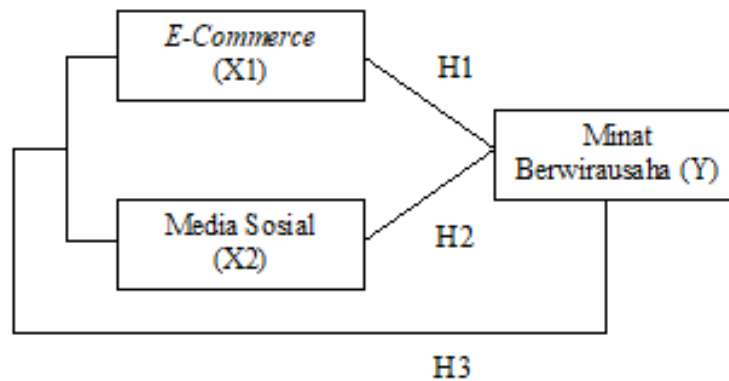 E-Commerce
(X1)
H1
Minat
Berwirausaha (Y)
Media Sosial
(X2)
H2
H3